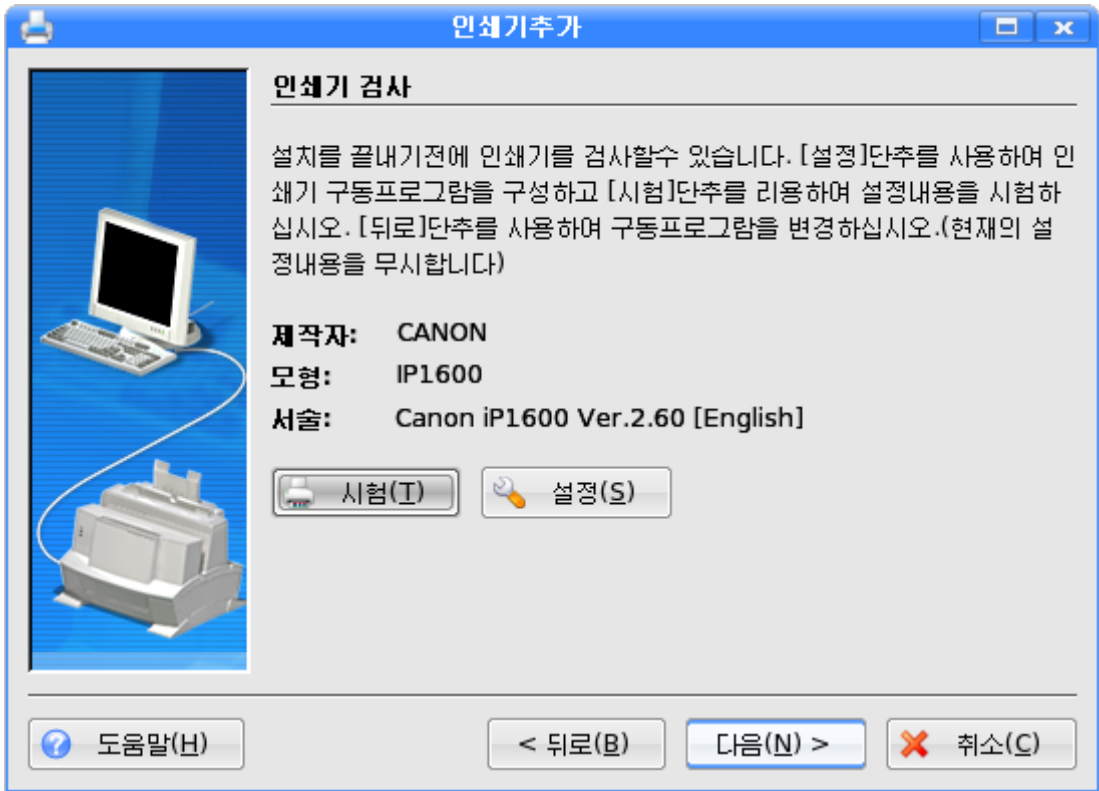 인쇄기추가
인쇄기 검사
설치를 끝내기전에 인쇄기를 검사할수 있습니다. [설정]단추를 사용하여 인
쇄기 구동프로그람을 구성하고 [시험]단추를 리용하여 설정내용을 시험하
십시오. [뒤로]단추를 사용하여 구동프로그람을 변경하십시오.(현재의 설
정내용을 무시합니다)
제작자: CANON
모형: IP1600
서술: Canon iP1600 Ver.2.60 [English]
시험(T) 설정(S)
도움말(H) < 뒤로(B) 다음(N) > 취소(C)